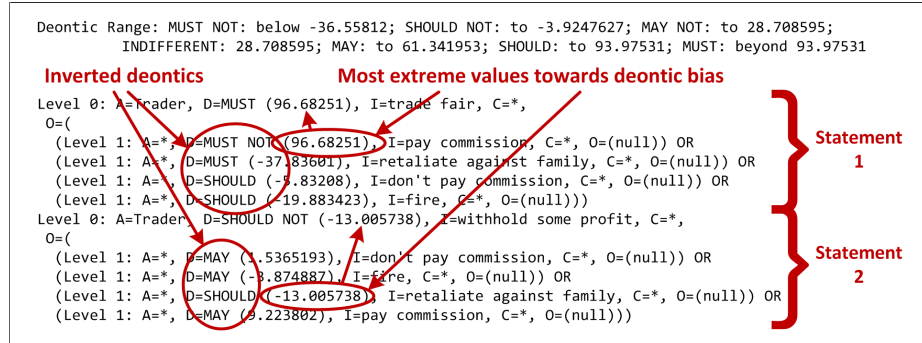 Deontic Range: MUST NOT: below -36.55812; SHOULD NOT: to -3.9247627; MAY NOT: to 28.708595;
INDIFFERENT: 28.708595; MAY: to 61.341953; SHOULD: to 93.97531; MUST: beyond 93.97531
Inverted deontics Most extreme values towards deontic bias
Level 0: A=Trader, D=MUST (96.68251), I=trade fair, C=*,
O=(
(Level 1: A=*, D=MUST NOT (96.68251), I=pay commission, C=*, O=(null)) OR
(Level 1: A=*, D=MUST (-37.83601), I=retaliate against family, C=*, O=(null)) OR
(Level 1: A=*, D=SHOULD (-5.83208), I=don't pay commission, C=*, O=(null)) OR
(Level 1: A=*, D=SHOULD (-19.883423), I=fire, C=*, O=(null)))
Statement
1
Level 0: A=Trader, D=SHOULD NOT (-13.005738), I=withhold some profit, C=*,
O=(
(Level 1: A=*, D=MAY (1.5365193), I=don't pay commission, C=*, O=(null)) OR
(Level 1: A=*, D=MAY (-3.874887), I=fire, C=*, O=(null)) OR
(Level 1: A=*, D=SHOULD (-13.005738), I=retaliate against family, C=*, O=(null)) OR
(Level 1: A=*, D=MAY (9.223802), I=pay commission, C=*, O=(null)))
Statement
2